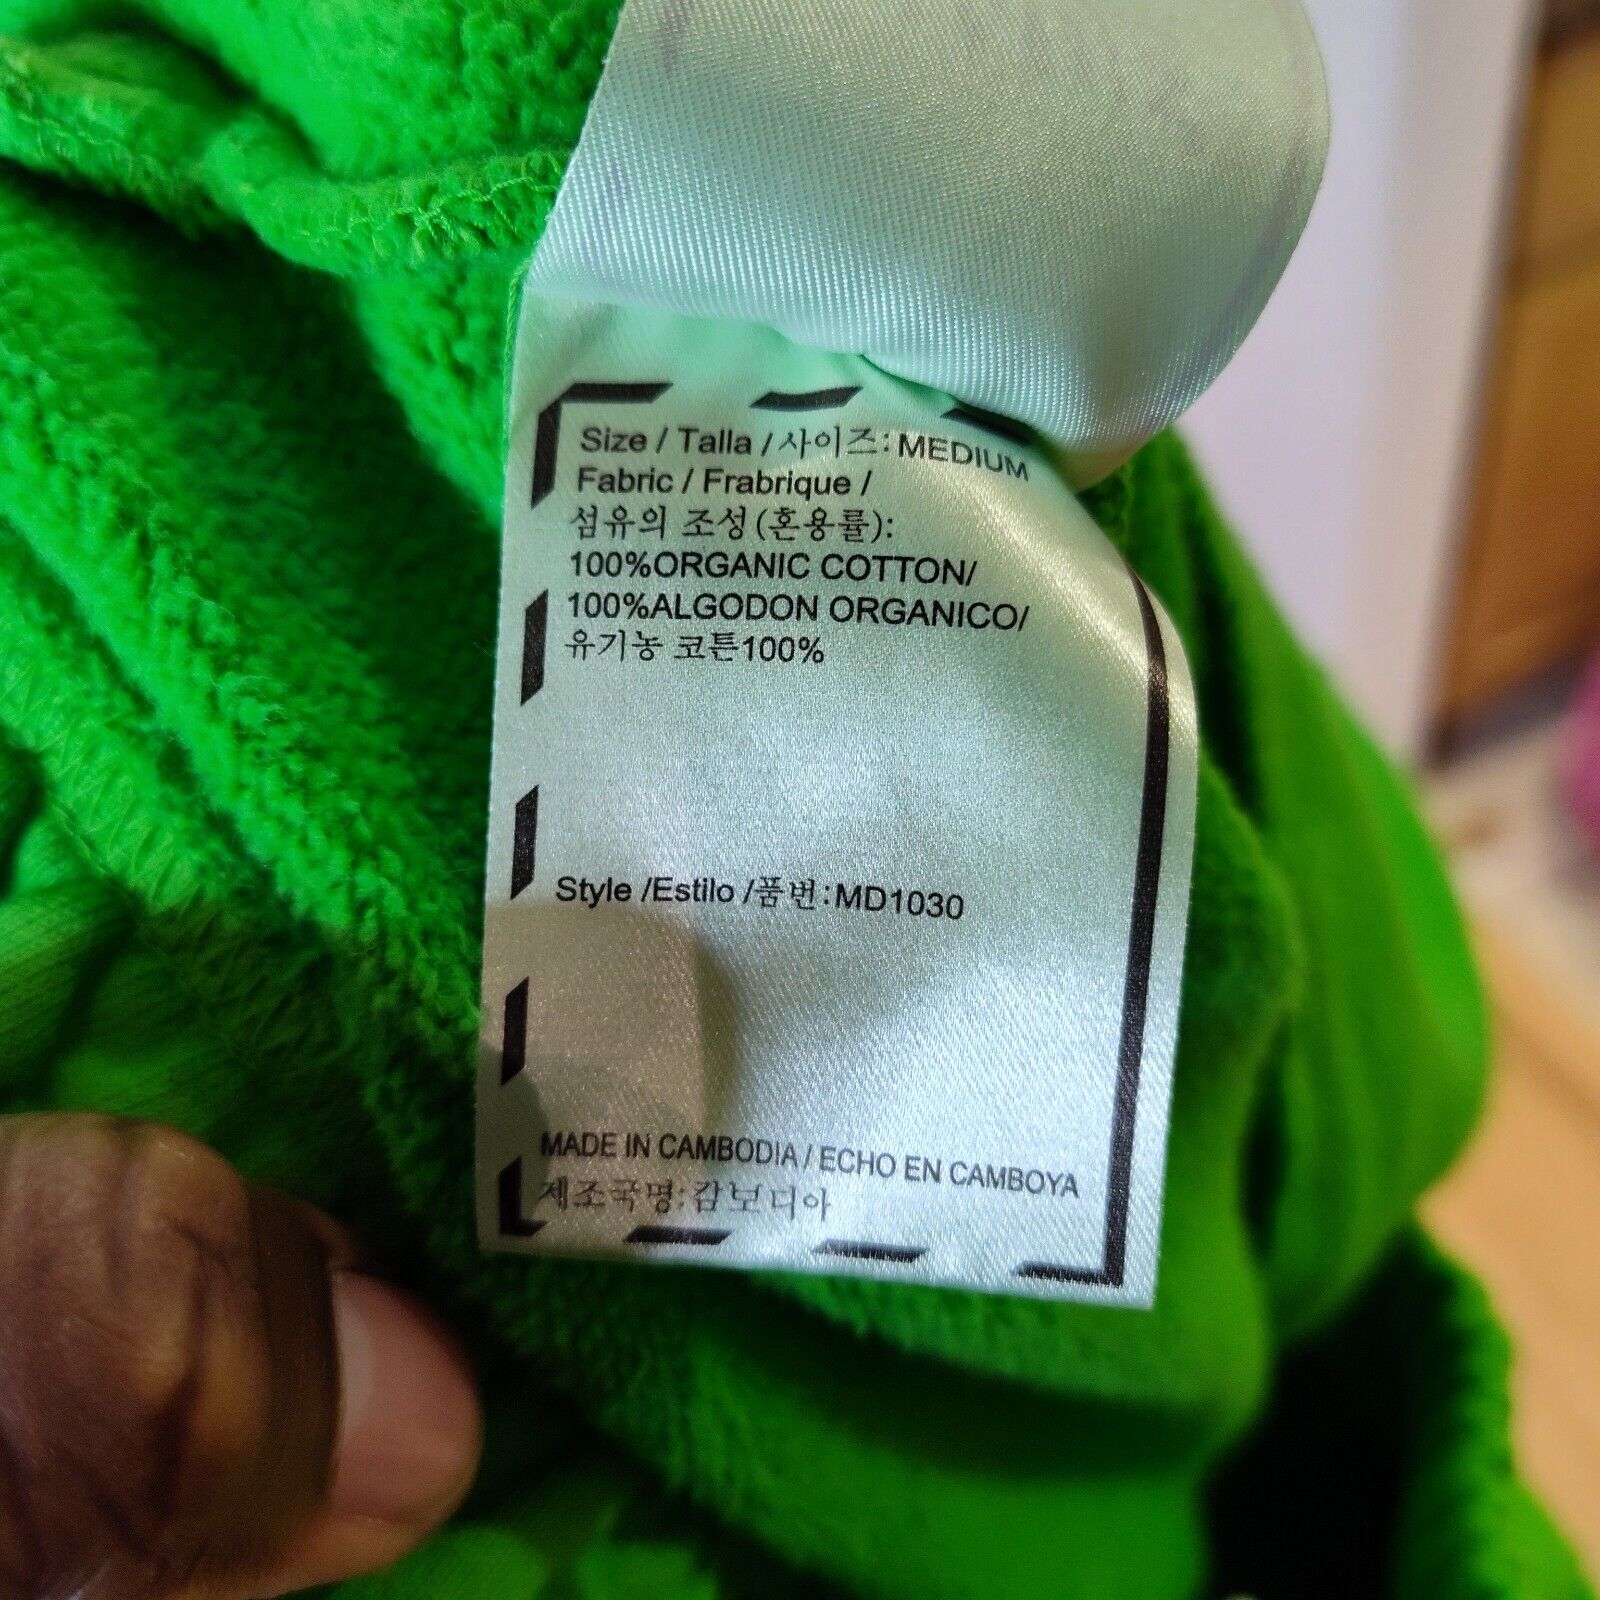 Size / Talla / 사이즈: MEDIUM
Fabric / Frabrique /
섬유의 조성(혼용률):
100%ORGANIC COTTON/
100%ALGODON ORGANICO/
유기농 코튼100%
Style /Estilo /품번:MD1030
MADE IN CAMBODIA / ECHO EN CAMBOYA
제조국명:캄보디아